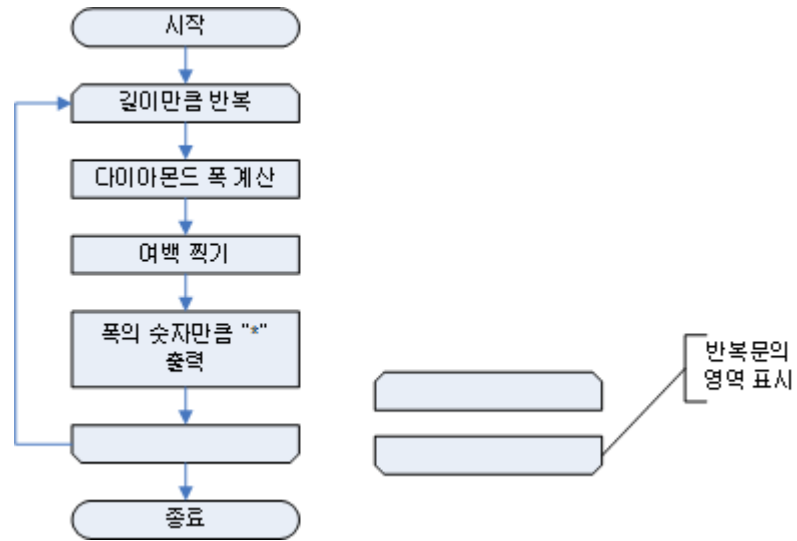 시작
길이만큼 반복
다이아몬드 폭 계산
여백 찍기
폭의 숫자만큼 "*"
출력
종료
반복문의
영역 표시